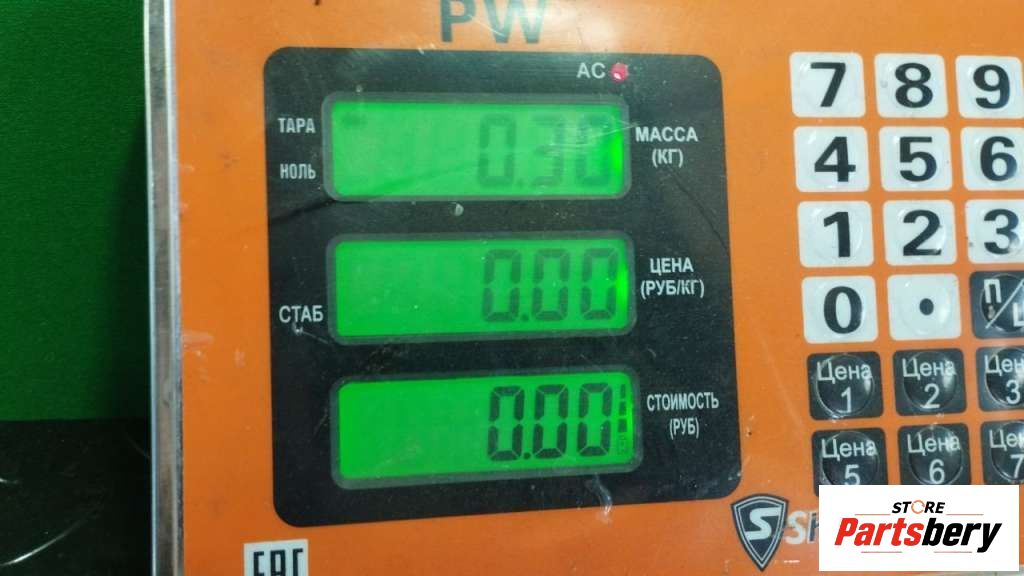 PW
AC
ТАРА
НОЛЬ
0.30
МАССА
(КГ)
СТАБ
0.00
ЦЕНА
(РУБ/КГ)
0.00
СТОИМОСТЬ
(РУБ)
7 8 9
4 5 6
1 2 3
0 .
Цена 1
Цена 2
Цена 5
Цена 6
S
EAC
STORE
Partsbery